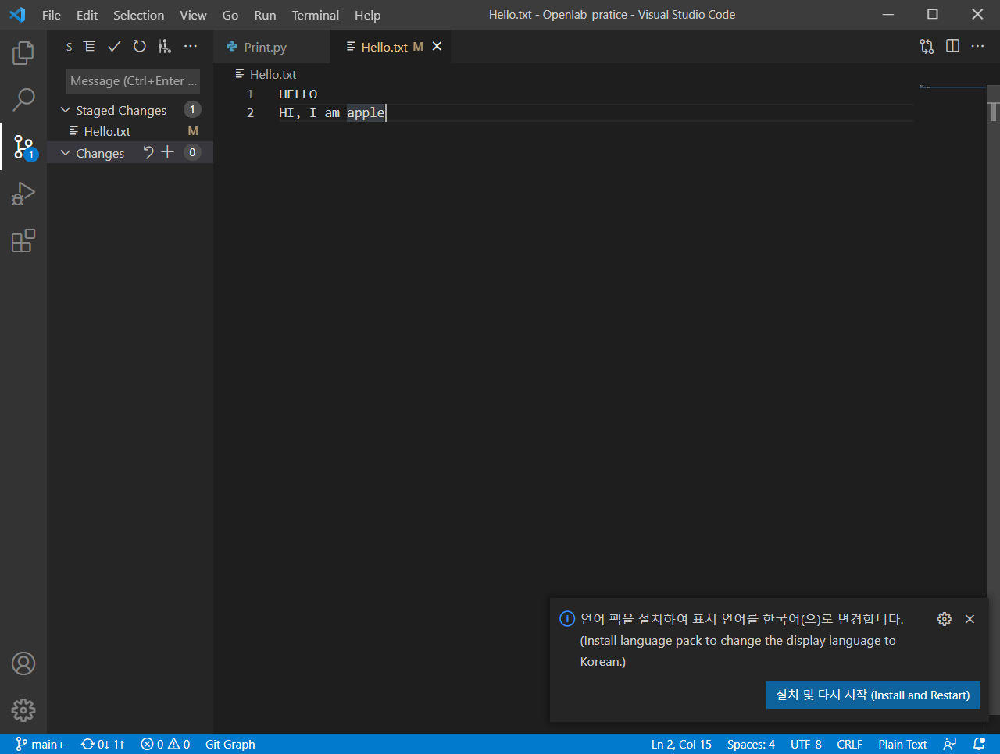 File Edit Selection View Go Run Terminal Help
Hello.txt - Openlab_pratice - Visual Studio Code
S.
Message (Ctrl+Enter ...
Staged Changes 1
Hello.txt M
Changes 0
1
Print.py
Hello.txt M
Hello.txt
1 HELLO
2 HI, I am apple
언어 팩을 설치하여 표시 언어를 한국어(으)로 변경합니다.
(Install language pack to change the display language to
Korean.)
설치 및 다시 시작 (Install and Restart)
main+ 0↓ 1↑ 0 0 Git Graph
Ln 2, Col 15 Spaces: 4 UTF-8 CRLF Plain Text